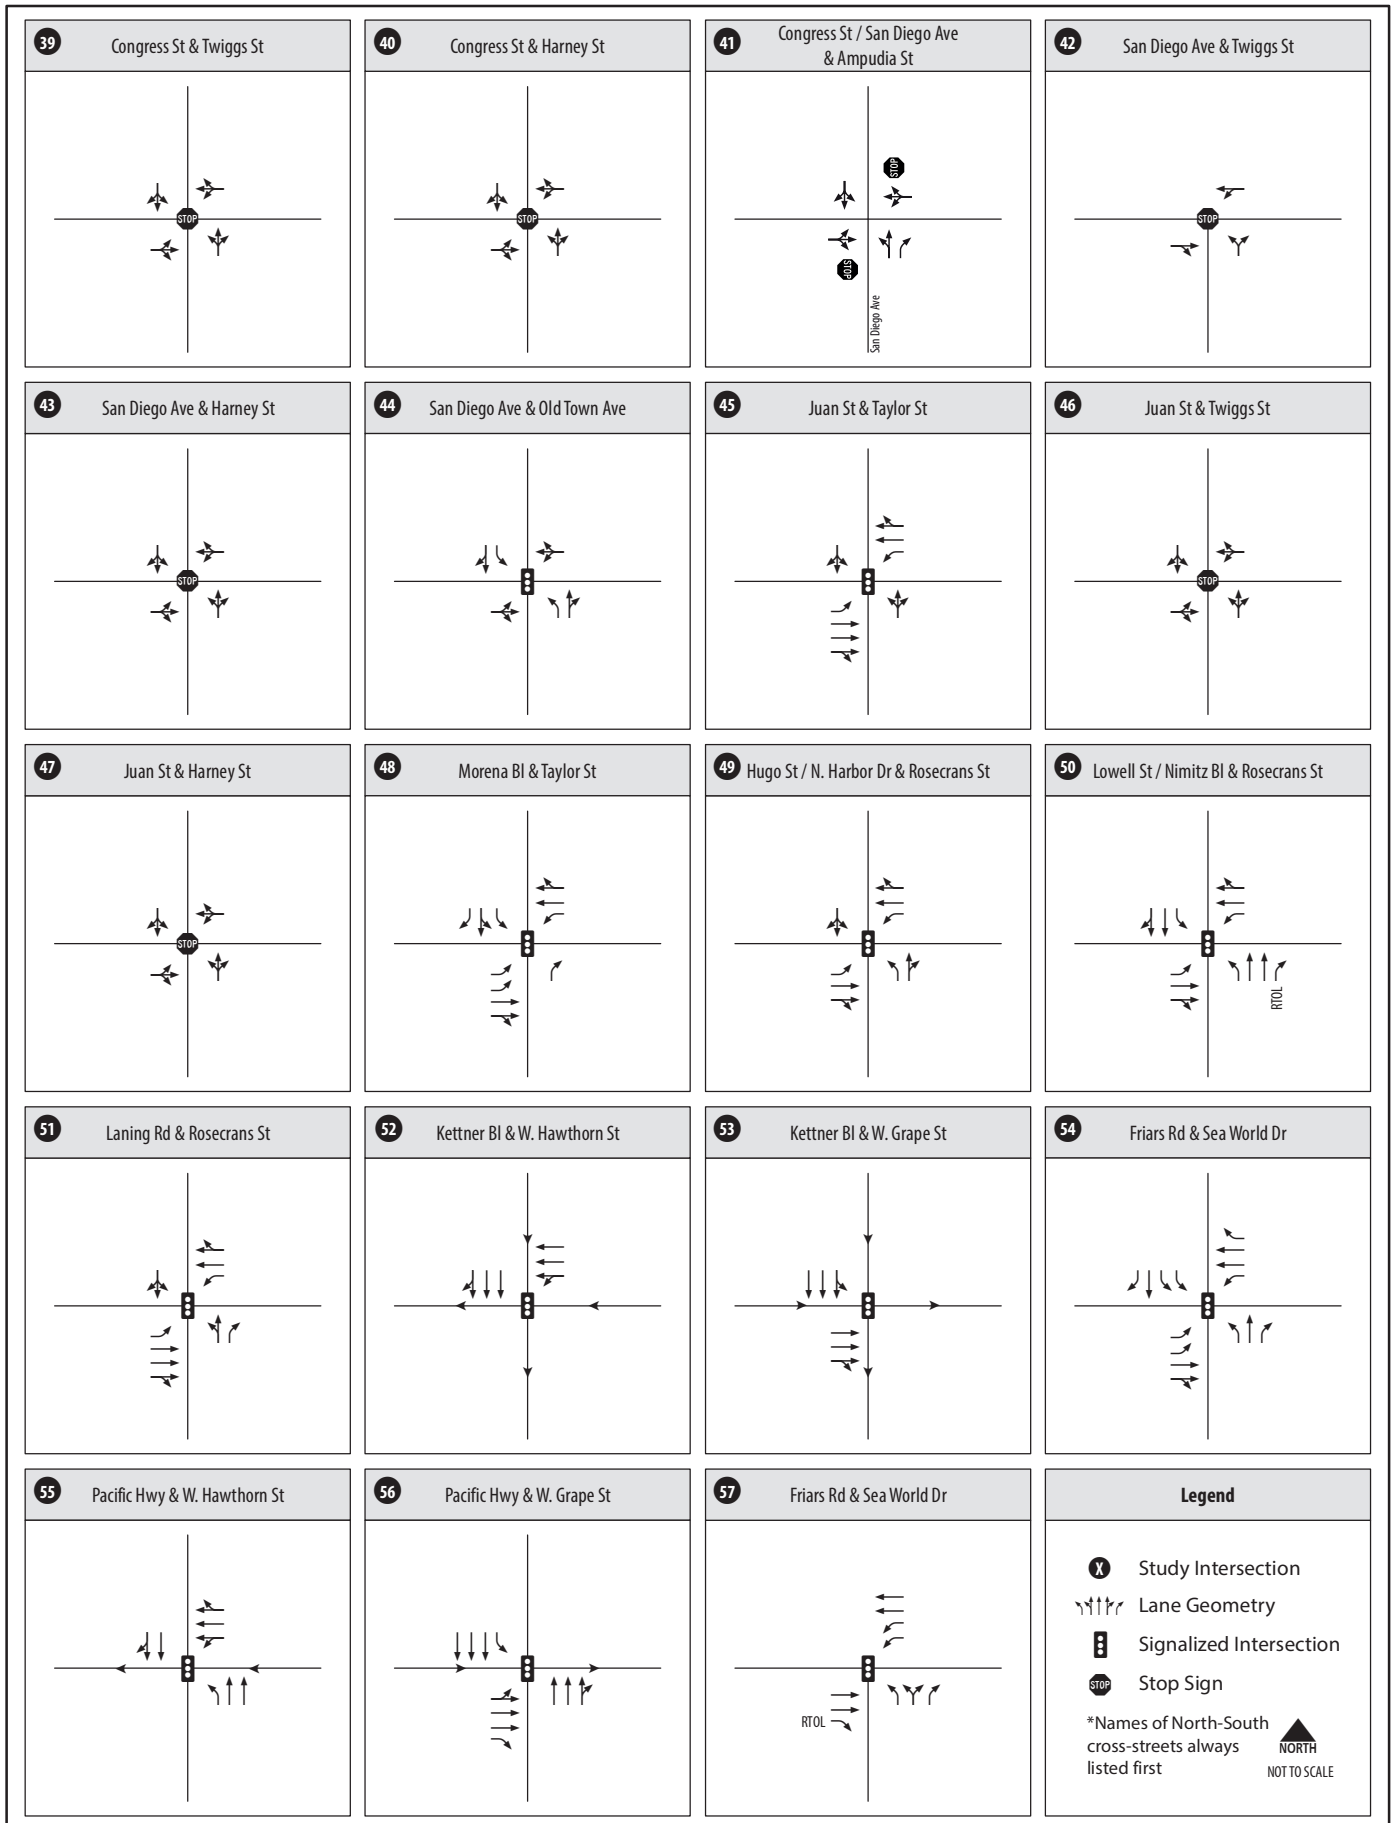 39 Congress St & Twiggs St
40 Congress St & Harney St
41 Congress St / San Diego Ave
& Ampudia St
42 San Diego Ave & Twiggs St
STOP
STOP
STOP
STOP
San Diego Ave
STOP
43 San Diego Ave & Harney St
44 San Diego Ave & Old Town Ave
45 Juan St & Taylor St
46 Juan St & Twiggs St
STOP
STOP
47 Juan St & Harney St
48 Morena Bl & Taylor St
49 Hugo St / N. Harbor Dr & Rosecrans St
50 Lowell St / Nimitz Bl & Rosecrans St
STOP
RTOL
51 Laning Rd & Rosecrans St
52 Kettner Bl & W. Hawthorn St
53 Kettner Bl & W. Grape St
54 Friars Rd & Sea World Dr
55 Pacific Hwy & W. Hawthorn St
56 Pacific Hwy & W. Grape St
57 Friars Rd & Sea World Dr
RTOL
Legend
X Study Intersection
Lane Geometry
Signalized Intersection
STOP Stop Sign
*Names of North-South
cross-streets always
listed first
NORTH
NOT TO SCALE